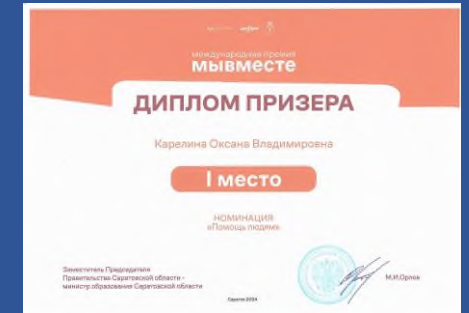 международная премия
МЫВМЕСТЕ
ДИПЛОМ ПРИЗЕРА
Карелина Оксана Владимировна
I место
НОМИНАЦИЯ
«Помощь людям»
Заместитель Председателя
Правительства Саратовской области -
министр образования Саратовской области
М.И.Орлов
Саратов 2024